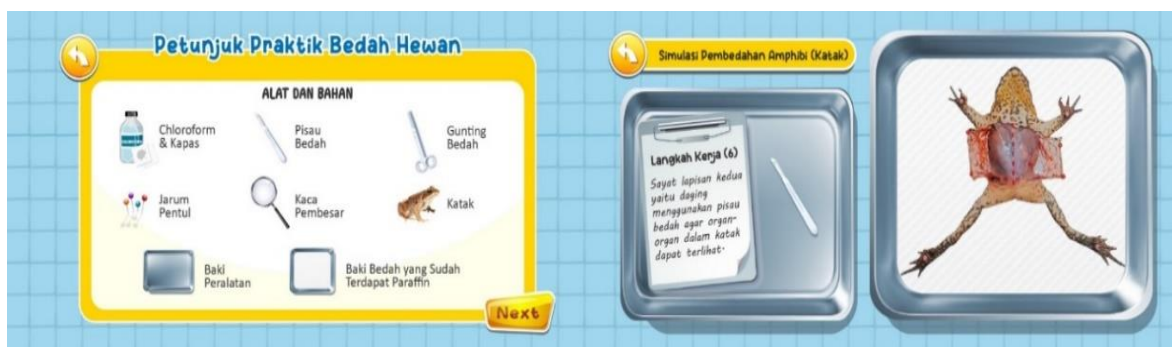 Petunjuk Praktik Bedah Hewan
ALAT DAN BAHAN
Chloroform
& Kapas
Pisau
Bedah
Gunting
Bedah
Jarum
Pentul
Kaca
Pembesar
Katak
Baki
Peralatan
Baki Bedah yang Sudah
Terdapat Paraffin
Next
Simulasi Pembedahan Amphibi (Katak)
Langkah Kerja (6)
Sayat lapisan kedua
yaitu daging
menggunakan pisau
bedah agar organ-
organ dalam katak
dapat terlihat.